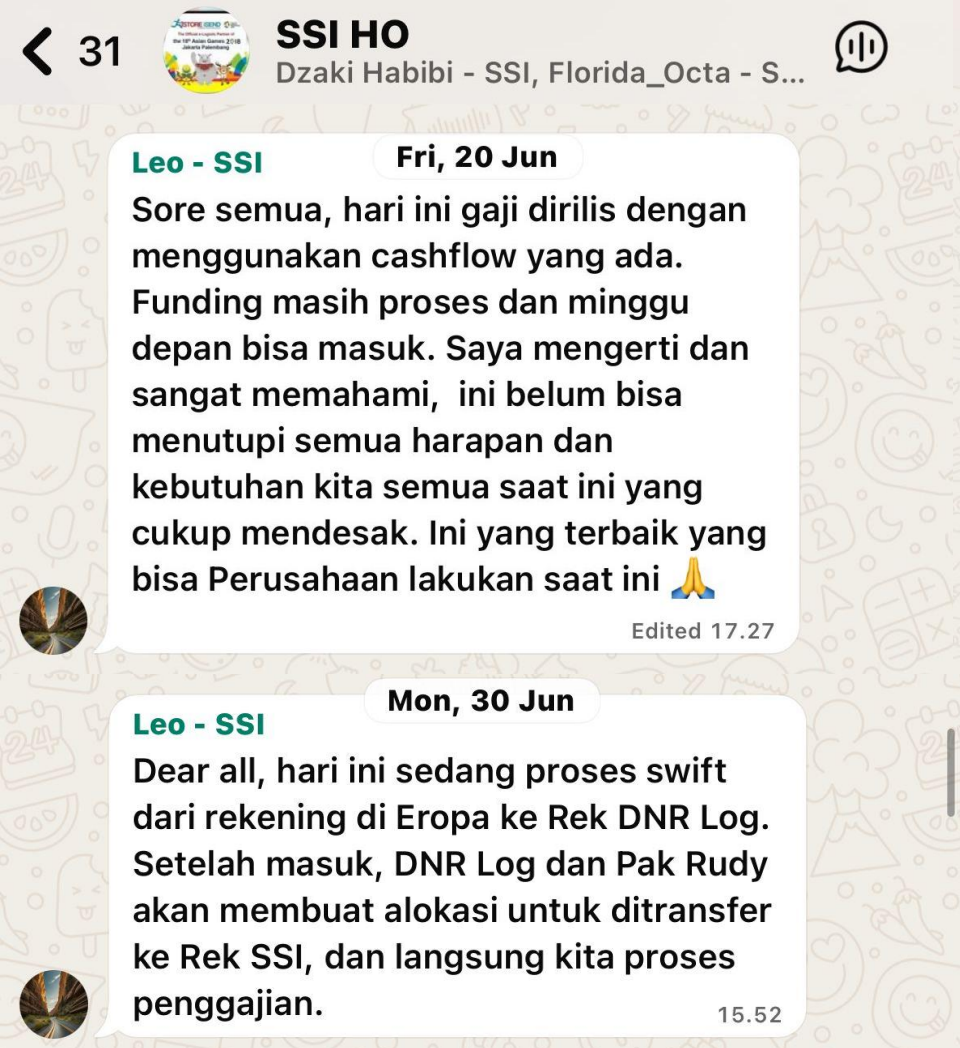 31
SSI HO
Dzaki Habibi - SSI, Florida_Octa - S...
Leo - SSI
Fri, 20 Jun
Sore semua, hari ini gaji dirilis dengan
menggunakan cashflow yang ada.
Funding masih proses dan minggu
depan bisa masuk. Saya mengerti dan
sangat memahami,  ini belum bisa
menutupi semua harapan dan
kebutuhan kita semua saat ini yang
cukup mendesak. Ini yang terbaik yang
bisa Perusahaan lakukan saat ini 🙏
Edited 17.27
Mon, 30 Jun
Leo - SSI
Dear all, hari ini sedang proses swift
dari rekening di Eropa ke Rek DNR Log.
Setelah masuk, DNR Log dan Pak Rudy
akan membuat alokasi untuk ditransfer
ke Rek SSI, dan langsung kita proses
penggajian.
15.52